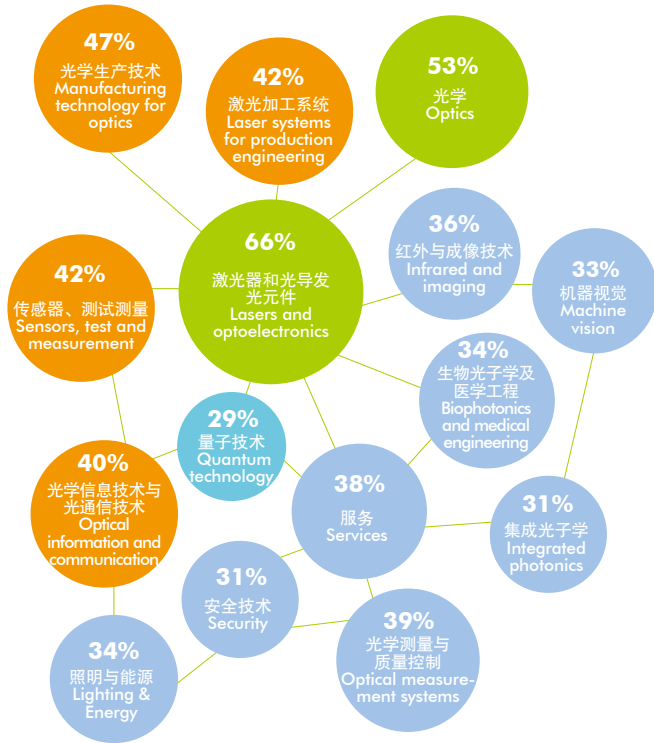 47%
光学生产技术
Manufacturing
technology for
optics
42%
激光加工系统
Laser systems
for production
engineering
53%
光学
Optics
66%
激光器和光导发
光元件
Lasers and
optoelectronics
36%
红外与成像技术
Infrared and
imaging
33%
机器视觉
Machine
vision
42%
传感器、测试测量
Sensors, test and
measurement
34%
生物光子学及
医学工程
Biophotonics
and medical
engineering
29%
量子技术
Quantum
technology
40%
光学信息技术与
光通信技术
Optical
information and
communication
38%
服务
Services
31%
集成光子学
Integrated
photonics
31%
安全技术
Security
39%
光学测量与
质量控制
Optical measure-
ment systems
34%
照明与能源
Lighting &
Energy